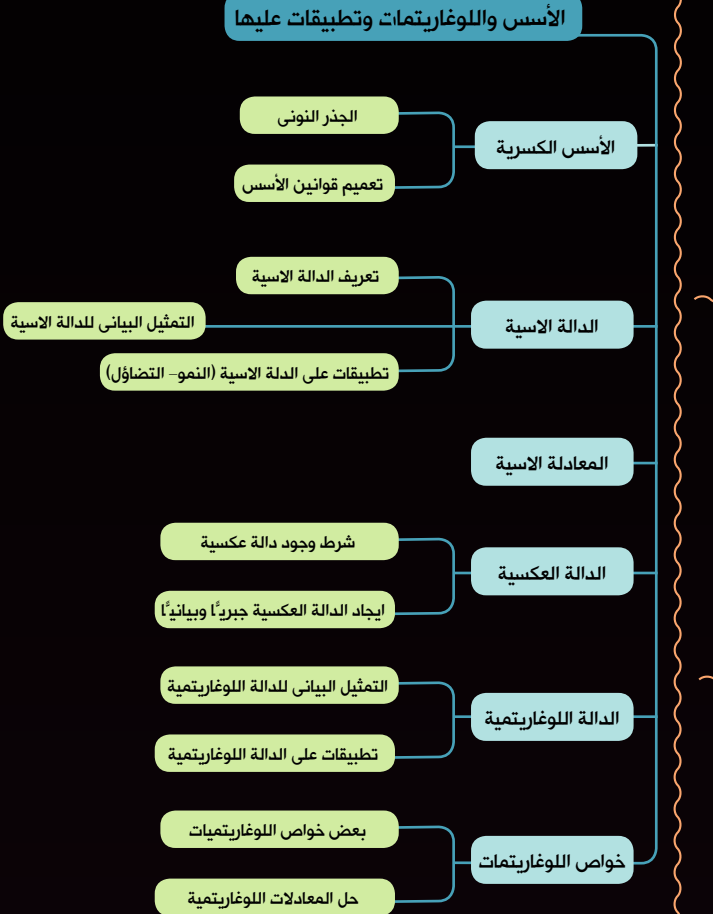 الأسس واللوغاريتمات وتطبيقات عليها
الأسس الكسرية
الجذر النونى
تعميم قوانين الأسس
الدالة الاسية
تعريف الدالة الاسية
التمثيل البيانى للدالة الاسية
تطبيقات على الدلة الاسية (النمو– التضاؤل)
المعادلة الاسية
الدالة العكسية
شرط وجود دالة عكسية
ايجاد الدالة العكسية جبريًّا وبيانيًّا
الدالة اللوغاريتمية
التمثيل البيانى للدالة اللوغاريتمية
تطبيقات على الدالة اللوغاريتمية
خواص اللوغاريتمات
بعض خواص اللوغاريتميات
حل المعادلات اللوغاريتمية